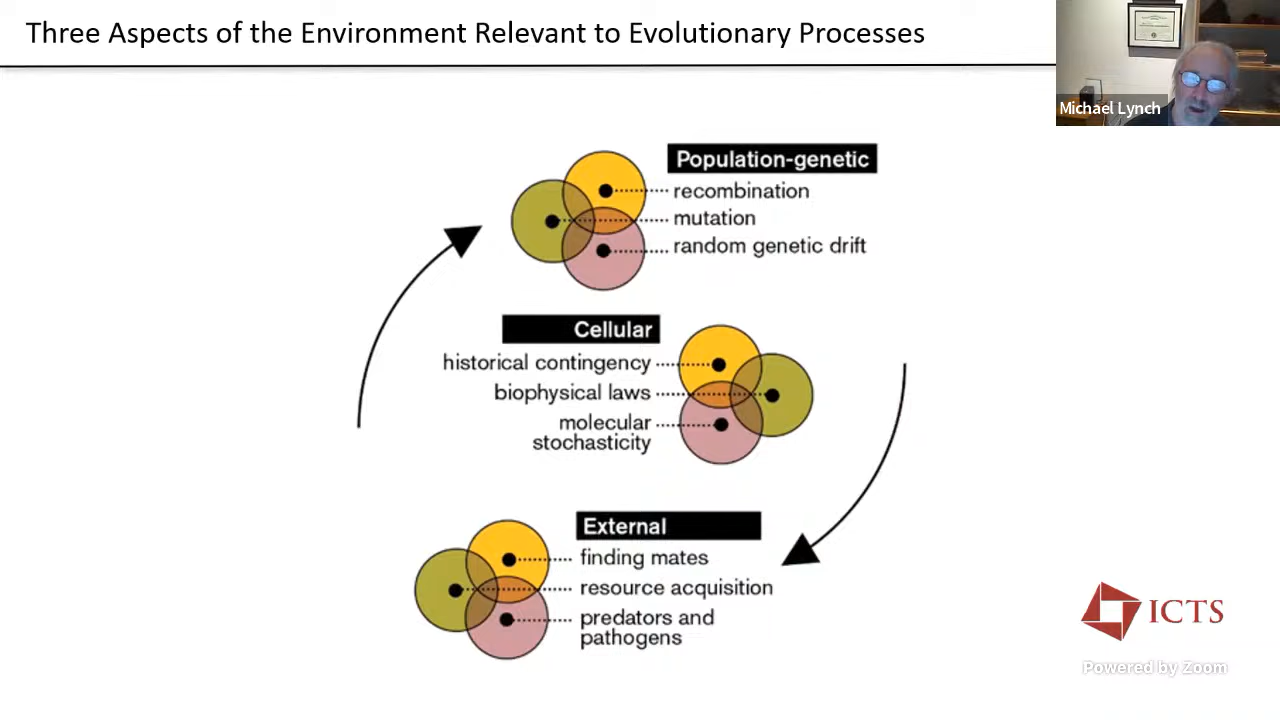 Three Aspects of the Environment Relevant to Evolutionary Processes
Michael Lynch
Population-genetic
recombination
mutation
random genetic drift
Cellular
historical contingency
biophysical laws
molecular
stochasticity
External
finding mates
resource acquisition
predators and
pathogens
ICTS
Powered by Zoom